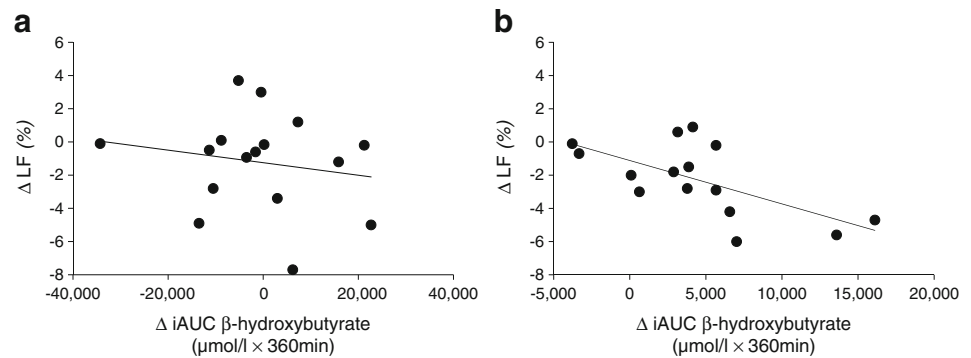 a
6
4
2
0
-2
-4
-6
-8
Δ LF (%)
-40,000 -20,000 0 20,000 40,000
Δ iAUC β-hydroxybutyrate
(μmol/l × 360min)
b
6
4
2
0
-2
-4
-6
-8
Δ LF (%)
-5,000 0 5,000 10,000 15,000 20,000
Δ iAUC β-hydroxybutyrate
(μmol/l × 360min)